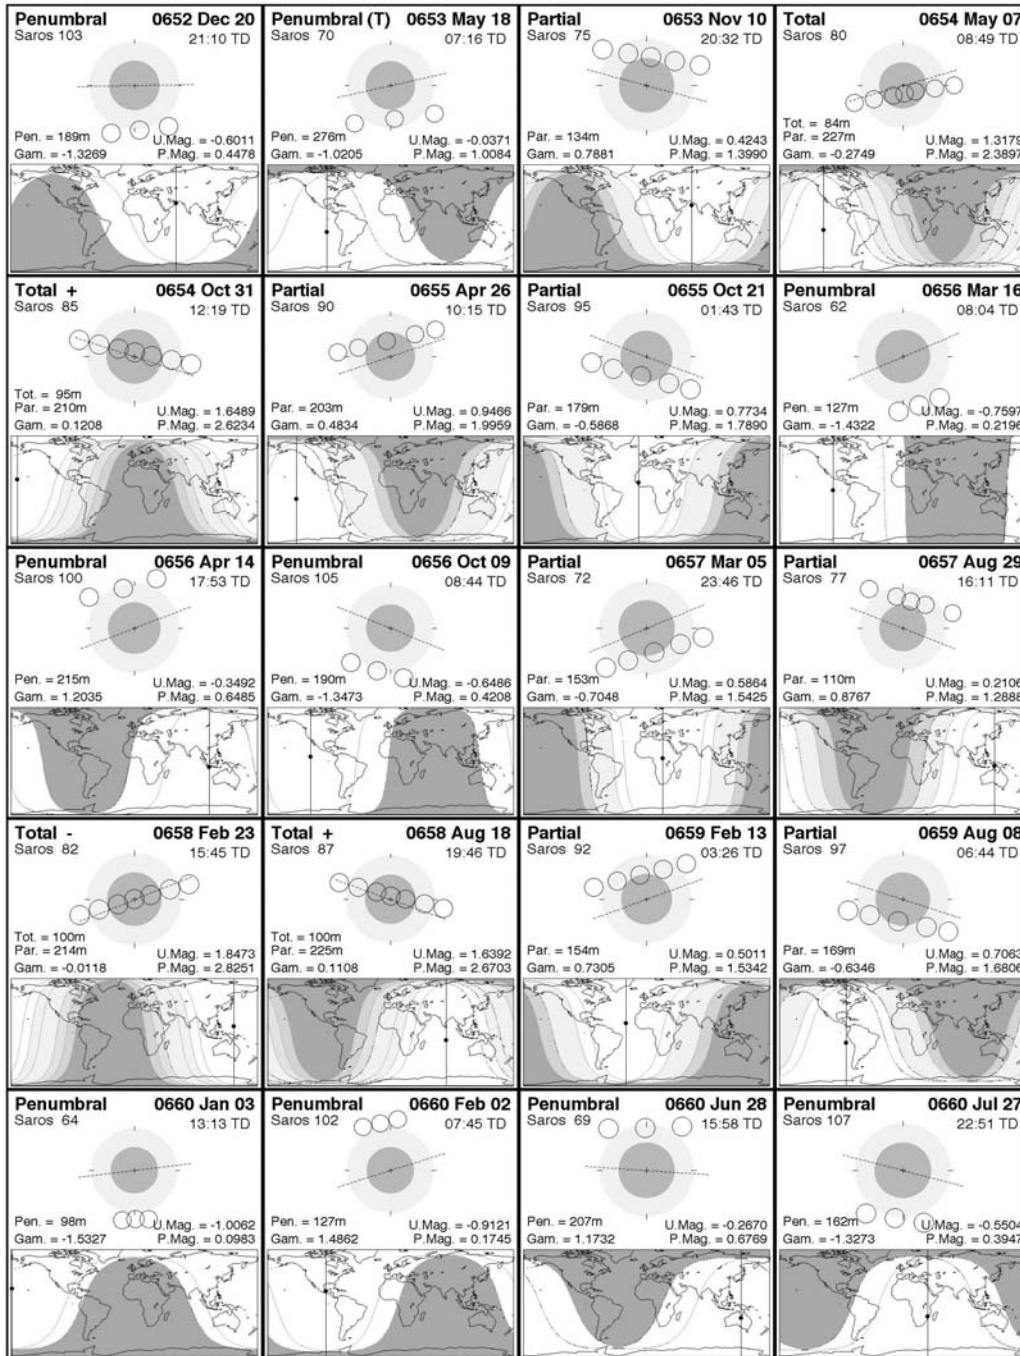 Penumbral 0652 Dec 20
Saros 103 21:10 TD
Pen. = 189m U.Mag. = -0.6011
Gam. = -1.3269 P.Mag. = 0.4478
Penumbral (T) 0653 May 18
Saros 70 07:16 TD
Pen. = 276m U.Mag. = -0.0371
Gam. = -1.0205 P.Mag. = 1.0084
Partial 0653 Nov 10
Saros 75 20:32 TD
Par. = 134m U.Mag. = 0.4243
Gam. = 0.7881 P.Mag. = 1.3990
Total 0654 May 07
Saros 80 08:49 TD
Tot. = 84m
Par. = 227m U.Mag. = 1.3179
Gam. = -0.2749 P.Mag. = 2.3897
Total + 0654 Oct 31
Saros 85 12:19 TD
Tot. = 95m
Par. = 210m U.Mag. = 1.6489
Gam. = 0.1208 P.Mag. = 2.6234
Partial 0655 Apr 26
Saros 90 10:15 TD
Par. = 203m U.Mag. = 0.9466
Gam. = 0.4834 P.Mag. = 1.9959
Partial 0655 Oct 21
Saros 95 01:43 TD
Par. = 179m U.Mag. = 0.7734
Gam. = -0.5868 P.Mag. = 1.7890
Penumbral 0656 Mar 16
Saros 62 08:04 TD
Pen. = 127m U.Mag. = -0.7597
Gam. = -1.4322 P.Mag. = 0.2196
Penumbral 0656 Apr 14
Saros 100 17:53 TD
Pen. = 215m U.Mag. = -0.3492
Gam. = 1.2035 P.Mag. = 0.6485
Penumbral 0656 Oct 09
Saros 105 08:44 TD
Pen. = 190m U.Mag. = -0.6486
Gam. = -1.3473 P.Mag. = 0.4208
Partial 0657 Mar 05
Saros 72 23:46 TD
Par. = 153m U.Mag. = 0.5864
Gam. = -0.7048 P.Mag. = 1.5425
Partial 0657 Aug 29
Saros 77 16:11 TD
Par. = 110m U.Mag. = 0.2106
Gam. = 0.8767 P.Mag. = 1.2888
Total - 0658 Feb 23
Saros 82 15:45 TD
Tot. = 100m
Par. = 214m U.Mag. = 1.8473
Gam. = -0.0118 P.Mag. = 2.8251
Total + 0658 Aug 18
Saros 87 19:46 TD
Tot. = 100m
Par. = 225m U.Mag. = 1.6392
Gam. = 0.1108 P.Mag. = 2.6703
Partial 0659 Feb 13
Saros 92 03:26 TD
Par. = 154m U.Mag. = 0.5011
Gam. = 0.7305 P.Mag. = 1.5342
Partial 0659 Aug 08
Saros 97 06:44 TD
Par. = 169m U.Mag. = 0.7063
Gam. = -0.6346 P.Mag. = 1.6806
Penumbral 0660 Jan 03
Saros 64 13:13 TD
Pen. = 98m U.Mag. = -1.0062
Gam. = -1.5327 P.Mag. = 0.0983
Penumbral 0660 Feb 02
Saros 102 07:45 TD
Pen. = 127m U.Mag. = -0.9121
Gam. = 1.4862 P.Mag. = 0.1745
Penumbral 0660 Jun 28
Saros 69 15:58 TD
Pen. = 207m U.Mag. = -0.2670
Gam. = 1.1732 P.Mag. = 0.6769
Penumbral 0660 Jul 27
Saros 107 22:51 TD
Pen. = 162m U.Mag. = -0.5504
Gam. = -1.3273 P.Mag. = 0.3947